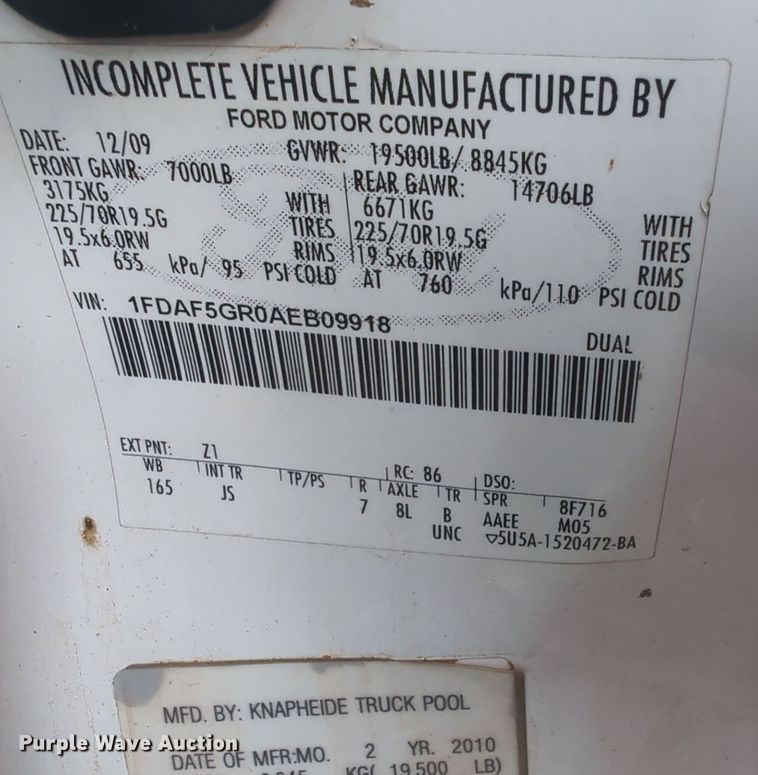 INCOMPLETE VEHICLE MANUFACTURED BY
FORD MOTOR COMPANY
DATE: 12/09 GVWR: 19500LB/ 8845KG
FRONT GAWR: 7000LB REAR GAWR: 14706LB
3175KG WITH 6671KG WITH
225/70R19.5G TIRES 225/70R19.5G TIRES
19.5x6.0RW RIMS 19.5x6.0RW RIMS
AT 655 kPa/ 95 PSI COLD AT 760 kPa/110 PSI COLD
VIN: 1FDAF5GR0AEB09918
DUAL
EXT PNT: Z1 RC: 86 DSO:
WB INT TR TP/PS R AXLE TR SPR 8F716
165 JS 7 8L B AAEE M05
UNC ▽5U5A-1520472-BA
MFD. BY: KNAPHEIDE TRUCK POOL
DATE OF MFR:MO. 2 YR. 2010
KG( 19,500 LB)
Purple Wave Auction